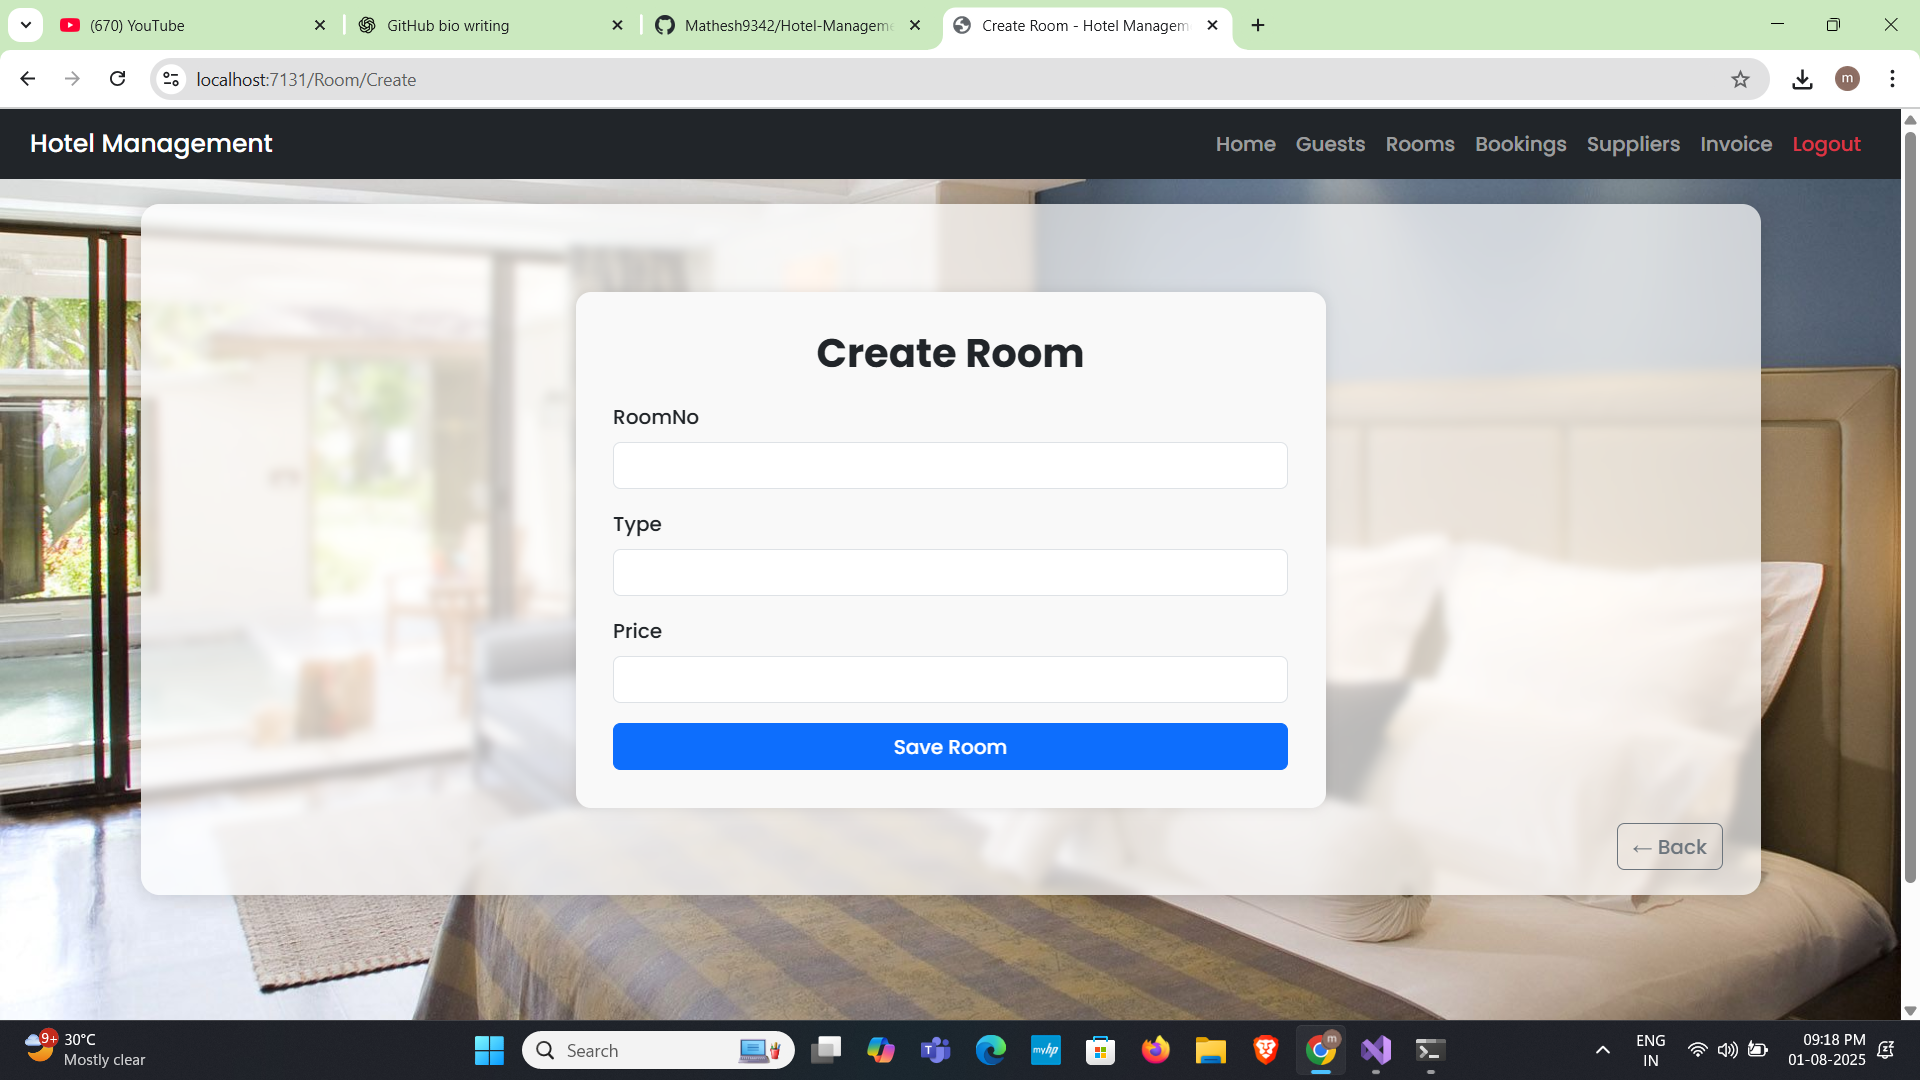 (670) YouTube
GitHub bio writing
Mathesh9342/Hotel-Manageme
Create Room - Hotel Managem
localhost:7131/Room/Create
m
Hotel Management
Home Guests Rooms Bookings Suppliers Invoice Logout
Create Room
RoomNo
Type
Price
Save Room
← Back
9+
30°C
Mostly clear
Search
myhp
m
ENG
IN
09:18 PM
01-08-2025